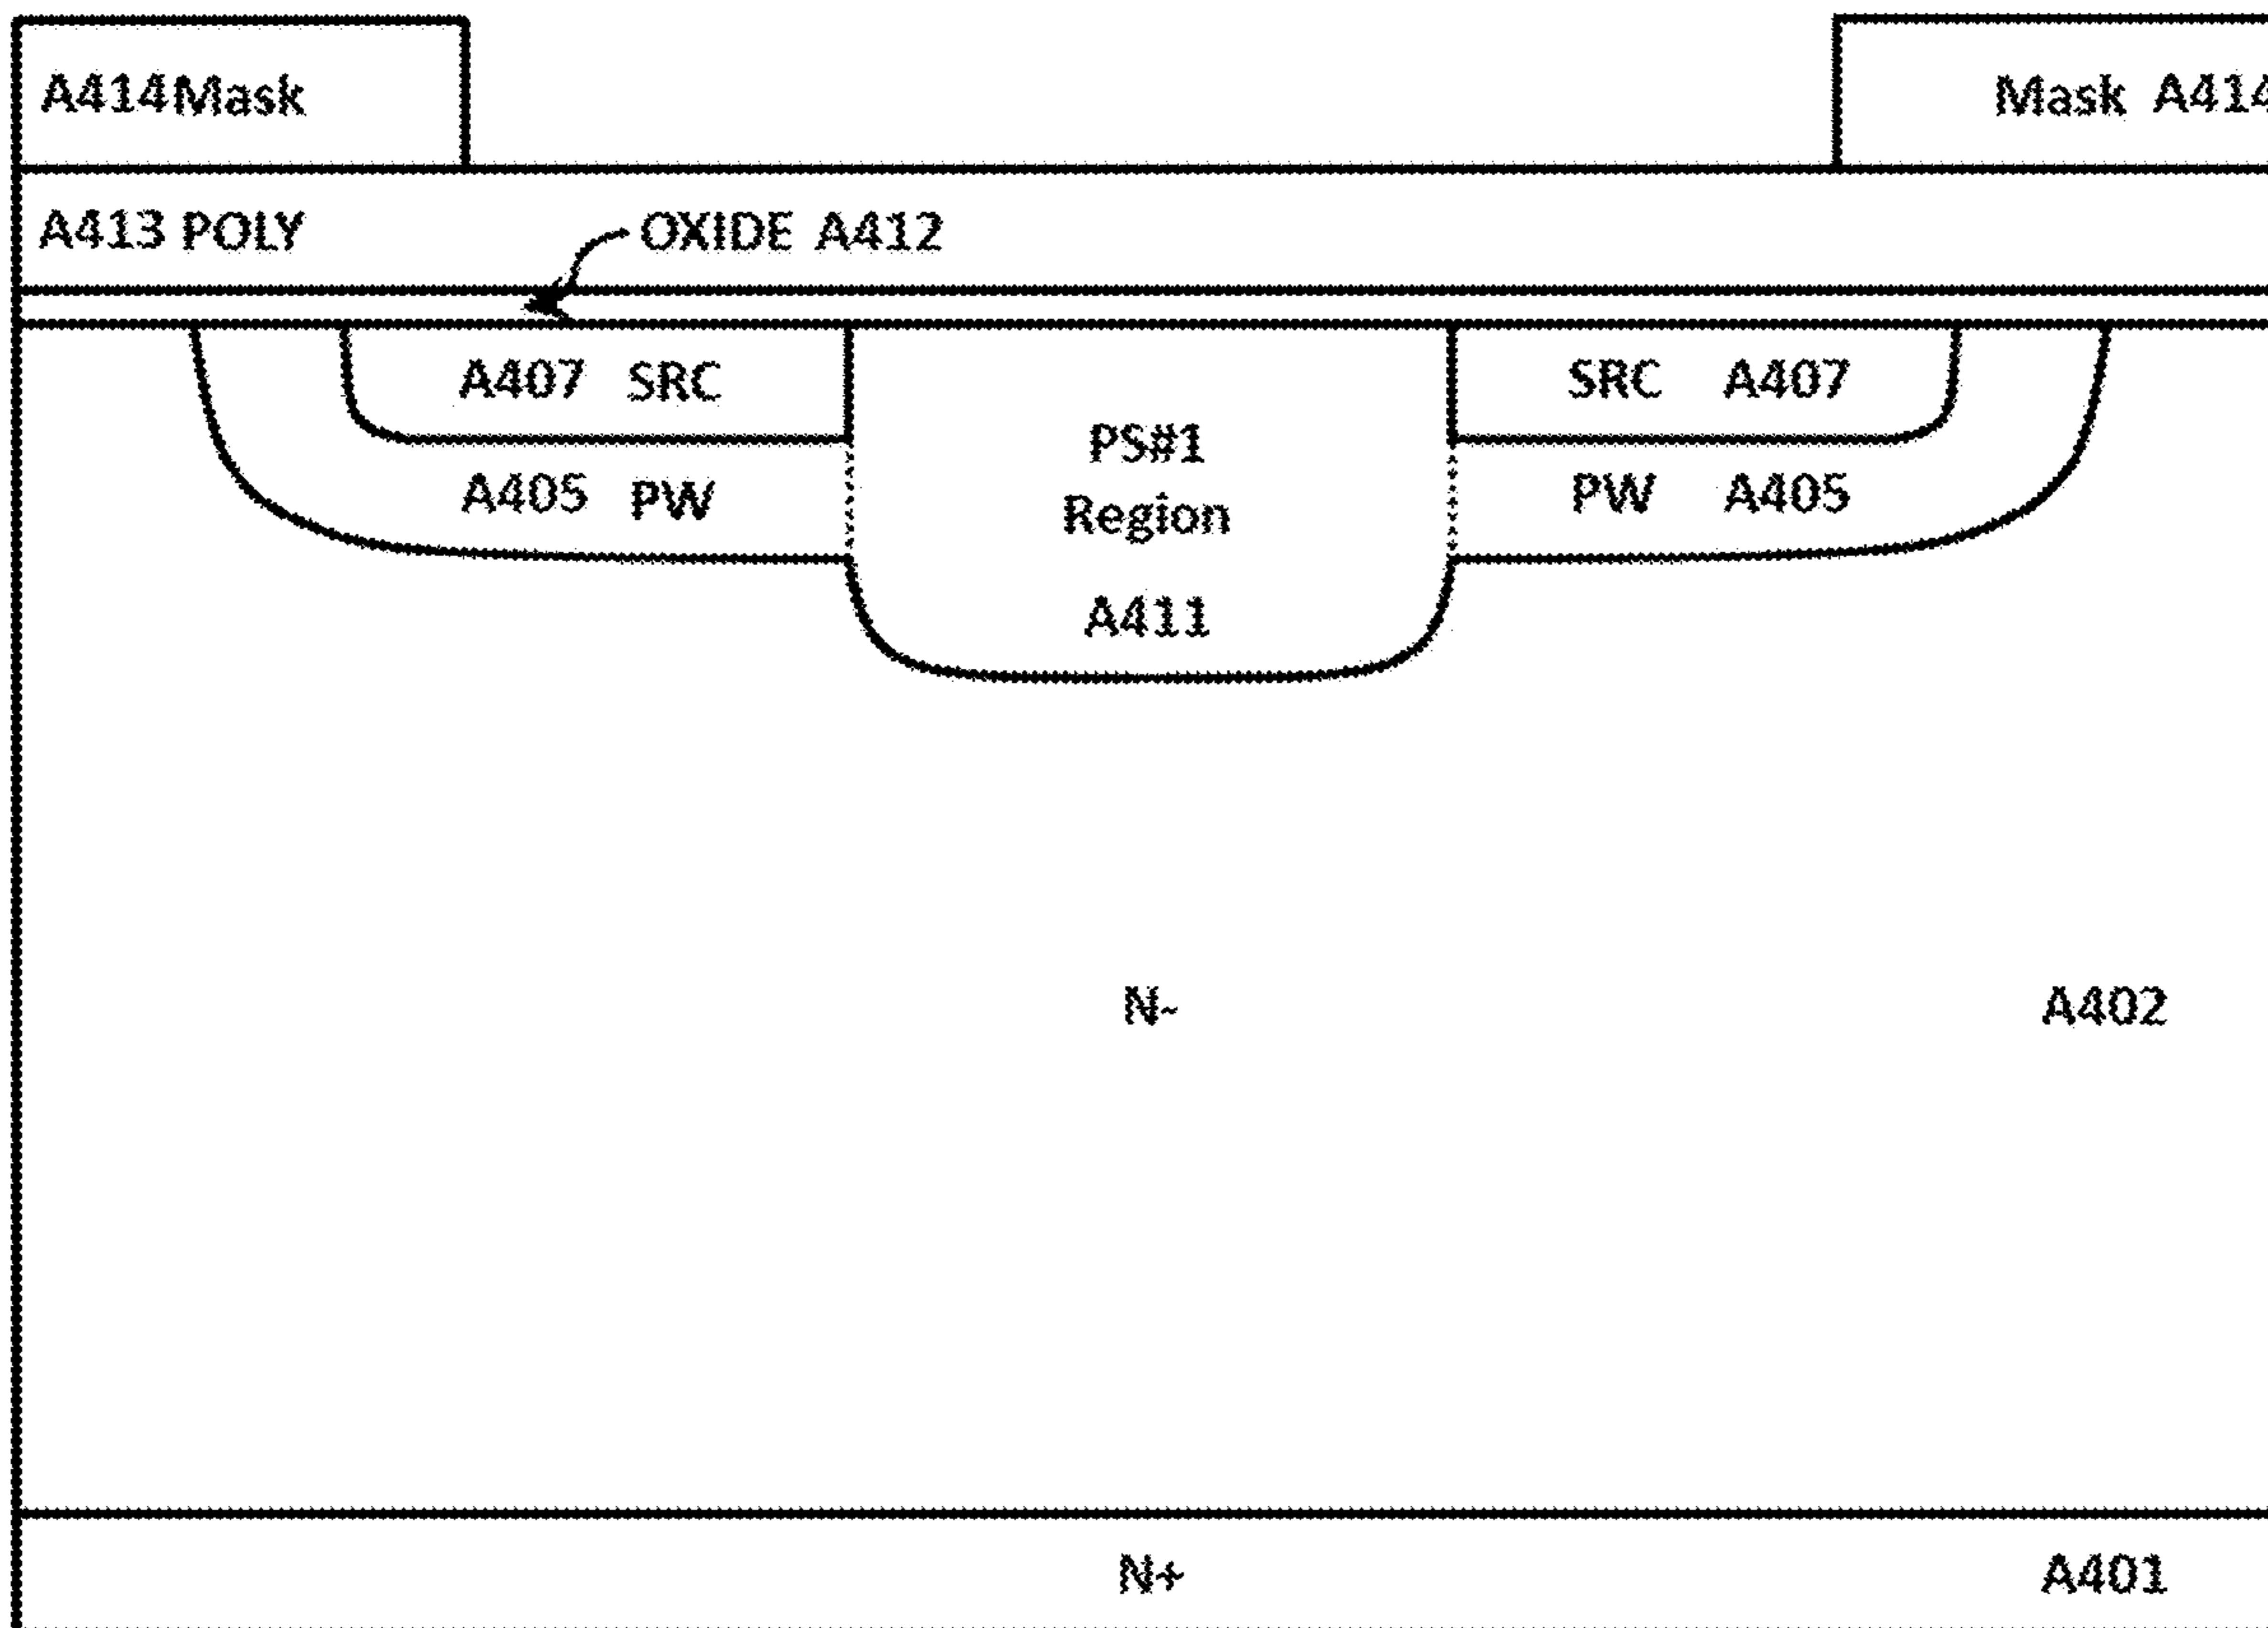 A414Mask
Mask A414
A413 POLY
OXIDE A412
A407 SRC
SRC A407
PS#1
Region
A411
A405 PW
PW A405
N-
A402
N+
A401